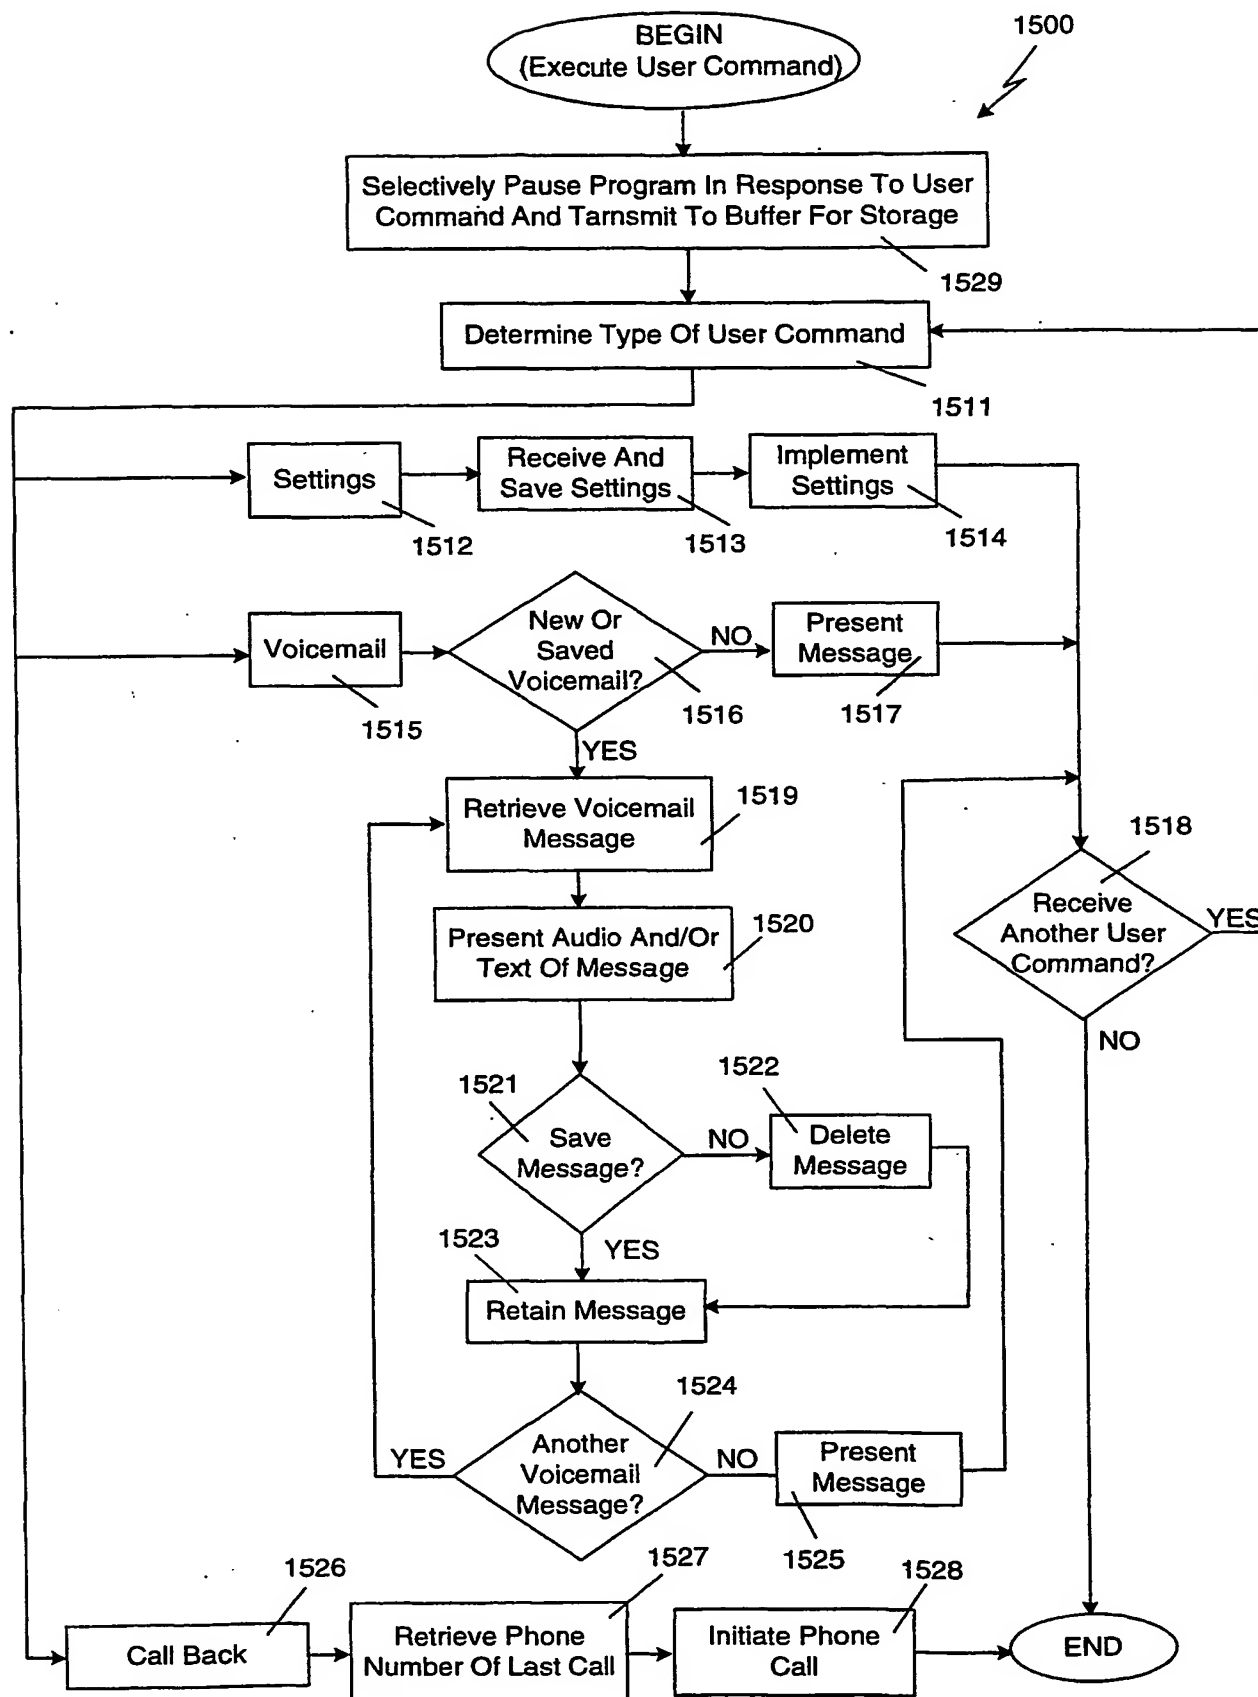 BEGIN
(Execute User Command)
1500
Selectively Pause Program In Response To User
Command And Tarnsmit To Buffer For Storage
1529
Determine Type Of User Command
1511
Settings
1512
Receive And
Save Settings
1513
Implement
Settings
1514
Voicemail
1515
New Or
Saved
Voicemail?
1516
NO
Present
Message
1517
YES
Retrieve Voicemail
Message
1519
1518
Receive
Another User
Command?
YES
NO
Present Audio And/Or
Text Of Message
1520
1521
Save
Message?
NO
1522
Delete
Message
YES
1523
Retain Message
1524
Another
Voicemail
Message?
YES
NO
Present
Message
1525
1526
Call Back
1527
Retrieve Phone
Number Of Last Call
1528
Initiate Phone
Call
END